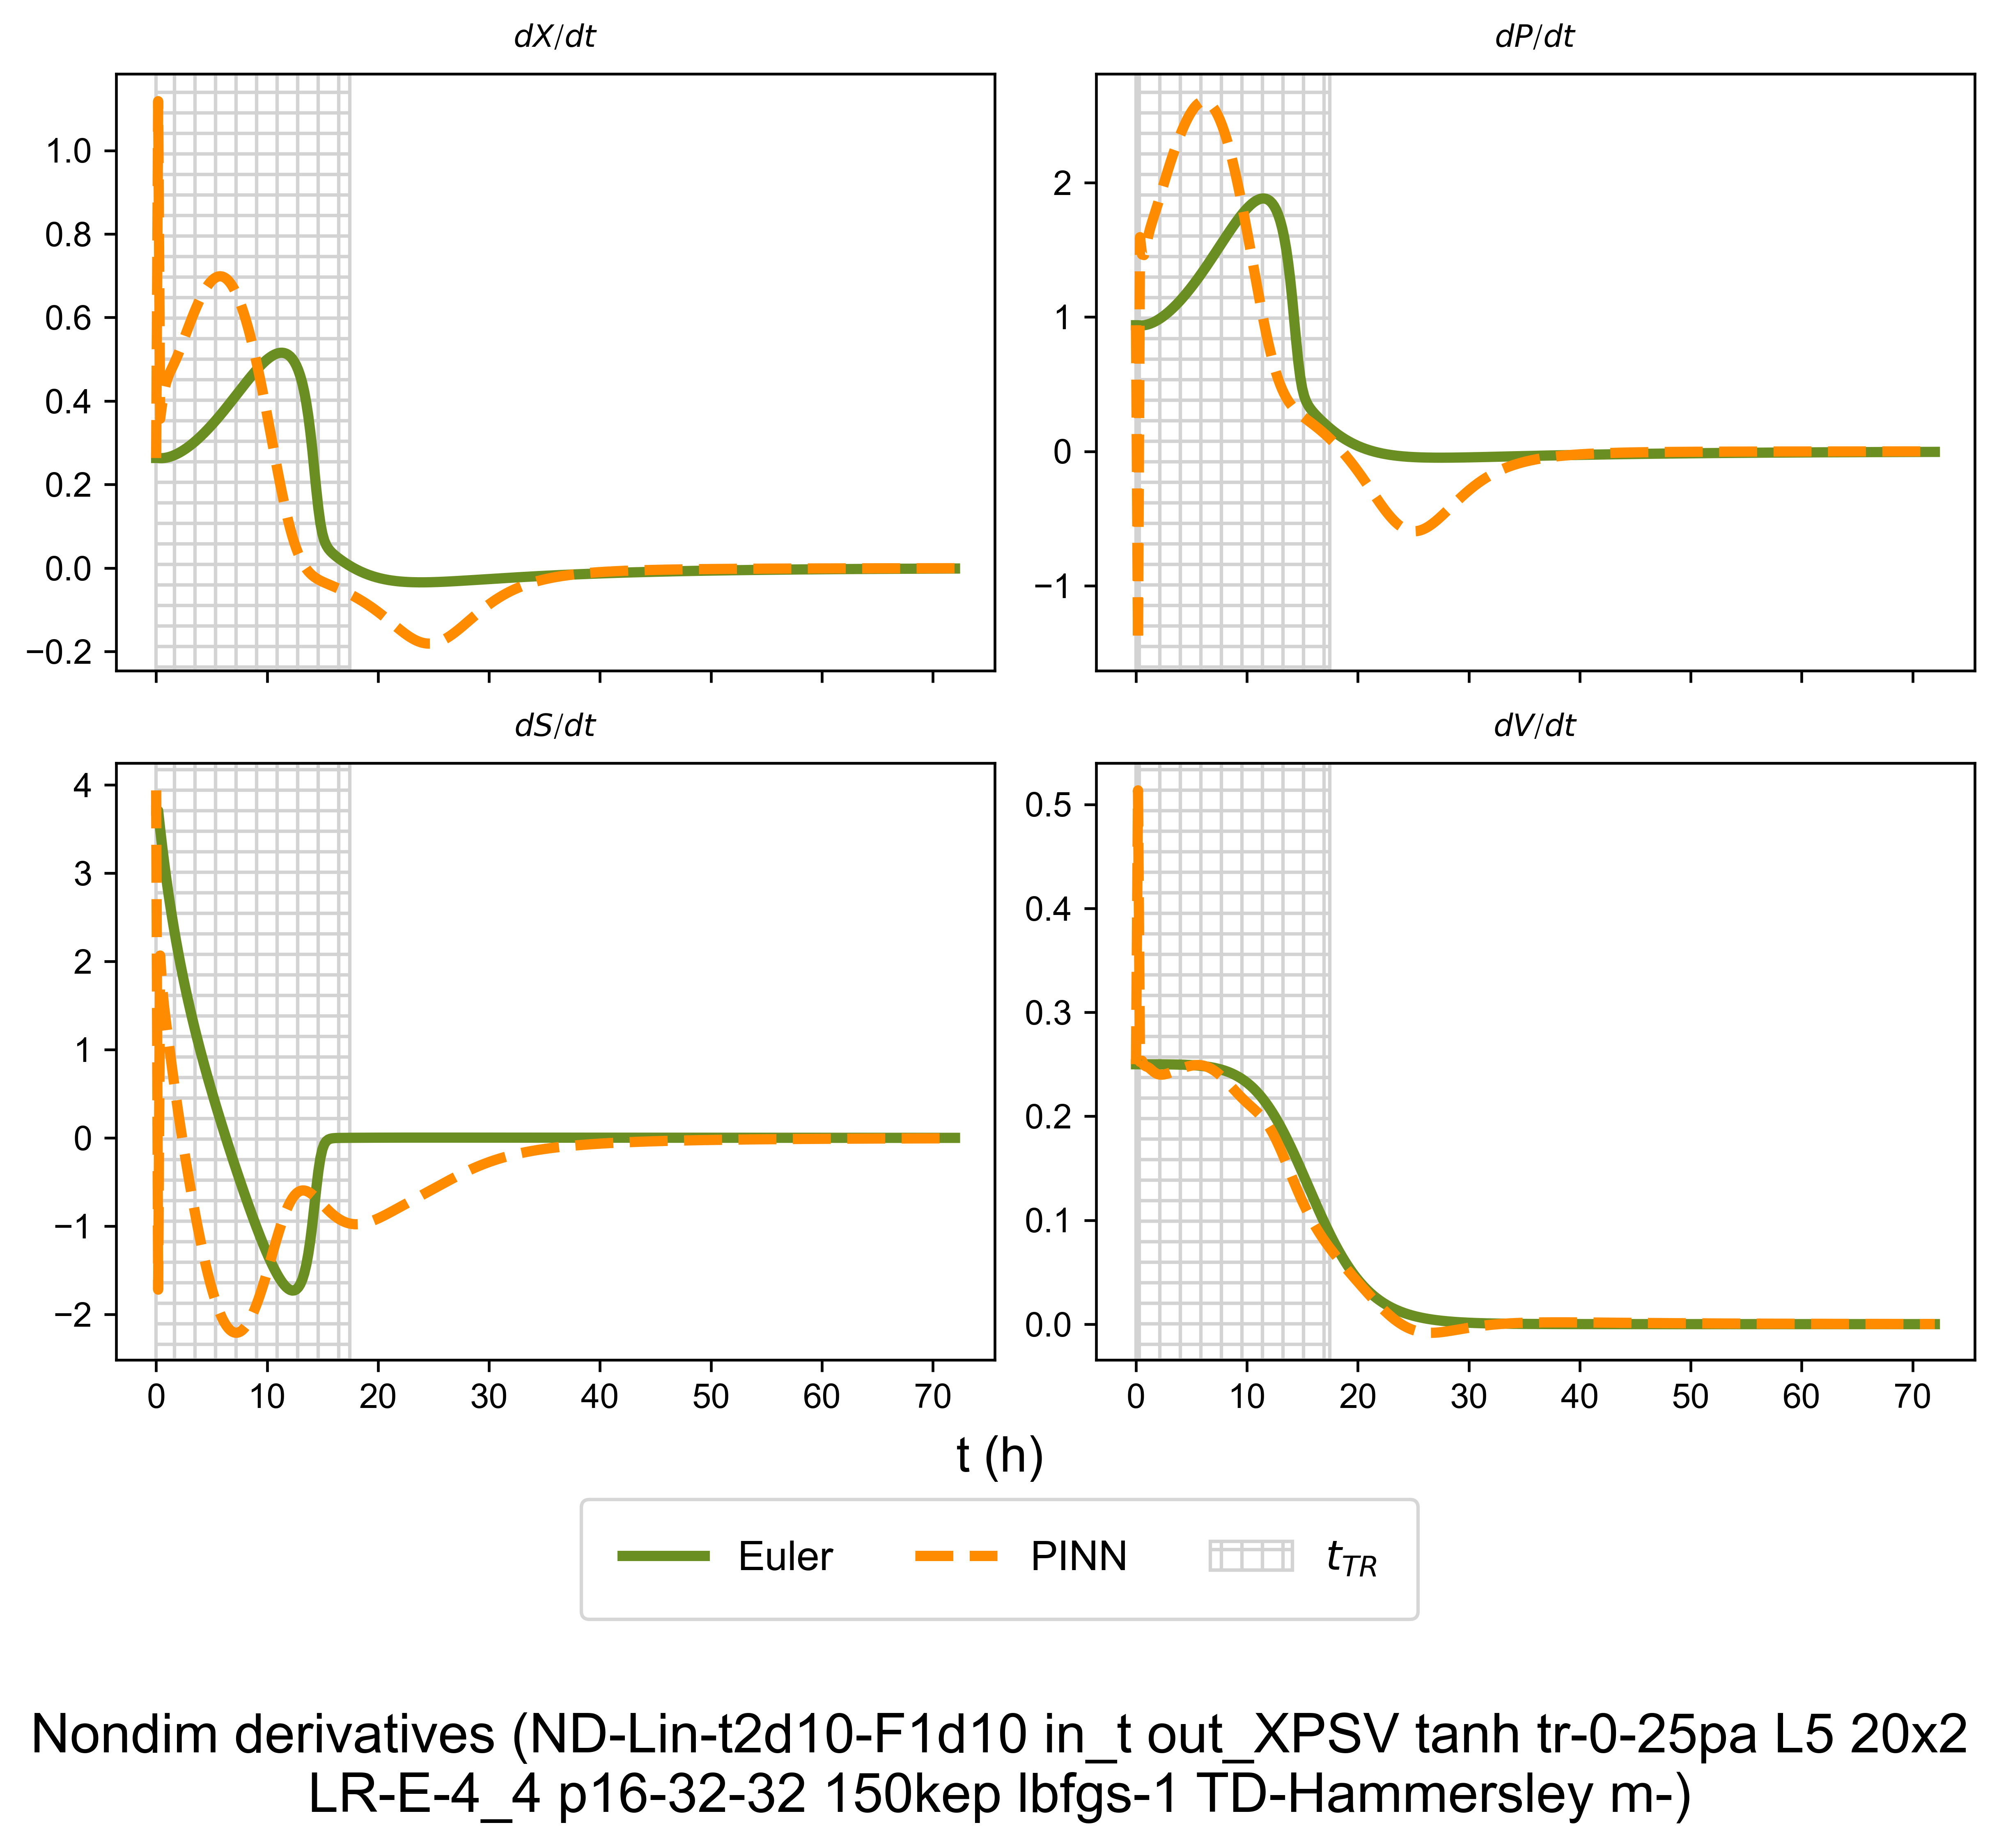 dX/dt
dP/dt
1.0
0.8
0.6
0.4
0.2
0.0
−0.2
2
1
0
−1
dS/dt
dV/dt
4
3
2
1
0
−1
−2
0.5
0.4
0.3
0.2
0.1
0.0
0 10 20 30 40 50 60 70
0 10 20 30 40 50 60 70
t (h)
Euler PINN t_TR
Nondim derivatives (ND-Lin-t2d10-F1d10 in_t out_XPSV tanh tr-0-25pa L5 20x2
LR-E-4_4 p16-32-32 150kep lbfgs-1 TD-Hammersley m-)